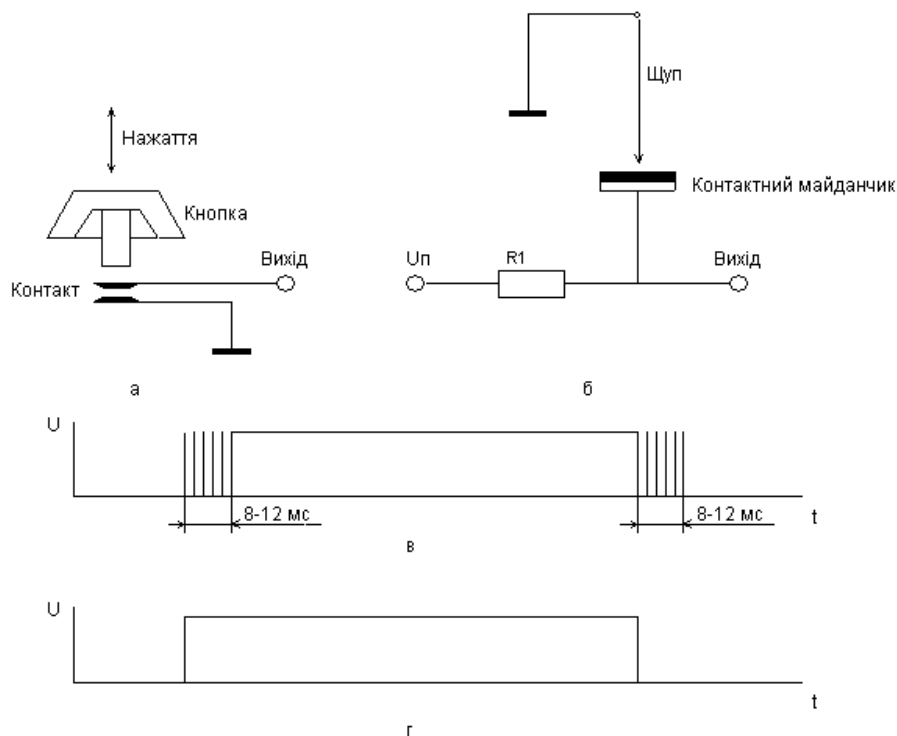 Щуп
Нажаття
Контактний майданчик
Кнопка
Вихід
Uп
R1
Вихід
Контакт
а
б
U
8-12 мс
8-12 мс
t
в
U
t
г